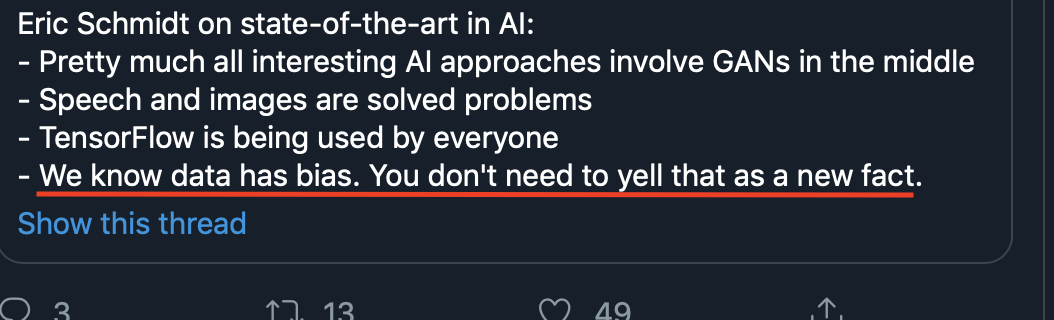 Eric Schmidt on state-of-the-art in AI:
- Pretty much all interesting AI approaches involve GANs in the middle
- Speech and images are solved problems
- TensorFlow is being used by everyone
- We know data has bias. You don't need to yell that as a new fact.
Show this thread
3 13 49